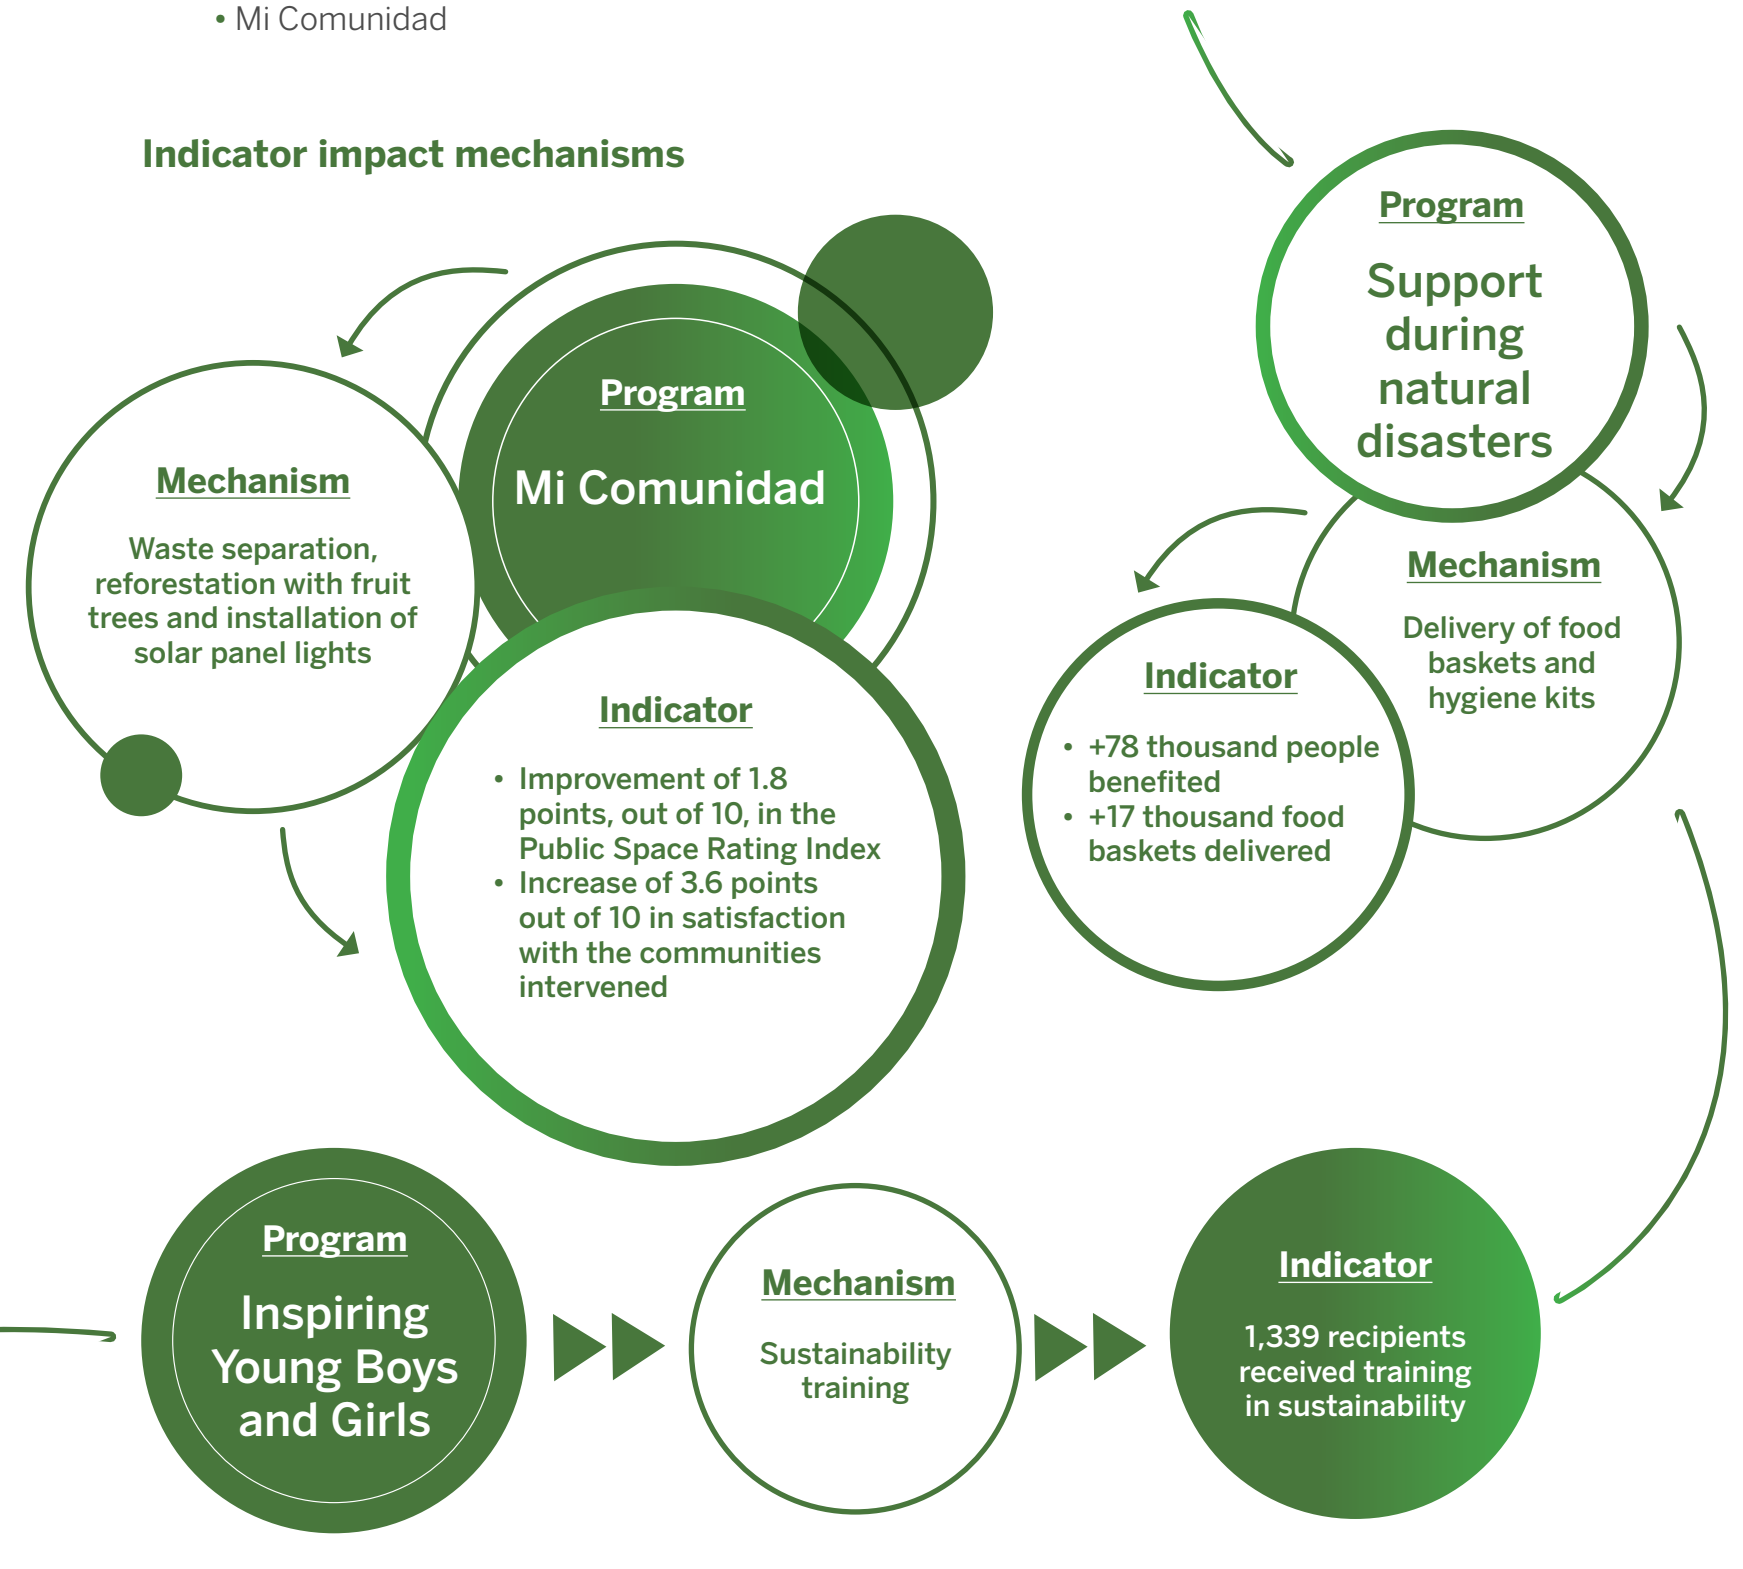 • Mi Comunidad
Indicator impact mechanisms
Program
Mi Comunidad
Mechanism
Waste separation,
reforestation with fruit
trees and installation of
solar panel lights
Indicator
• Improvement of 1.8
points, out of 10, in the
Public Space Rating Index
• Increase of 3.6 points
out of 10 in satisfaction
with the communities
intervened
Program
Support
during
natural
disasters
Mechanism
Delivery of food
baskets and
hygiene kits
Indicator
• +78 thousand people
benefited
• +17 thousand food
baskets delivered
Program
Inspiring
Young Boys
and Girls
Mechanism
Sustainability
training
Indicator
1,339 recipients
received training
in sustainability